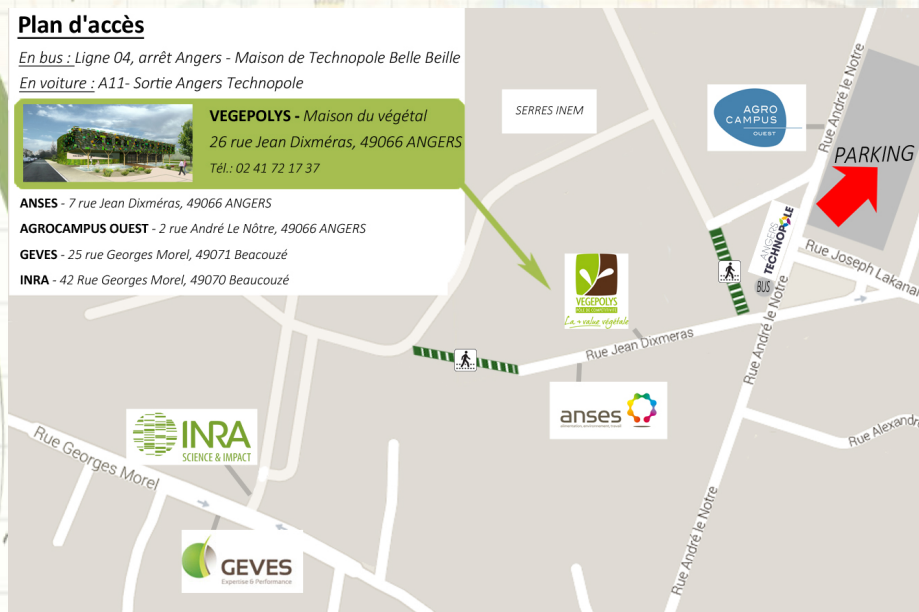 Plan d'accès
En bus : Ligne 04, arrêt Angers - Maison de Technopole Belle Beille
En voiture : A11- Sortie Angers Technopole
VEGEPOLYS - Maison du végétal
26 rue Jean Dixméras, 49066 ANGERS
Tél.: 02 41 72 17 37
ANSES - 7 rue Jean Dixméras, 49066 ANGERS
AGROCAMPUS OUEST - 2 rue André Le Nôtre, 49066 ANGERS
GEVES - 25 rue Georges Morel, 49071 Beacouzé
INRA - 42 Rue Georges Morel, 49070 Beaucouzé
SERRES INEM
AGRO
CAMPUS
OUEST
Rue André le Notre
PARKING
ANGERS
TECHNOPOLE
BUS
Rue Joseph Lakanal
VEGEPOLYS
PÔLE DE COMPÉTITIVITÉ
La + value végétale
Rue Jean Dixmeras
Rue André le Notre
anses
Rue Alexandr
INRA
SCIENCE & IMPACT
Rue Georges Morel
GEVES
Expertise & Performance
Rue André le Notre